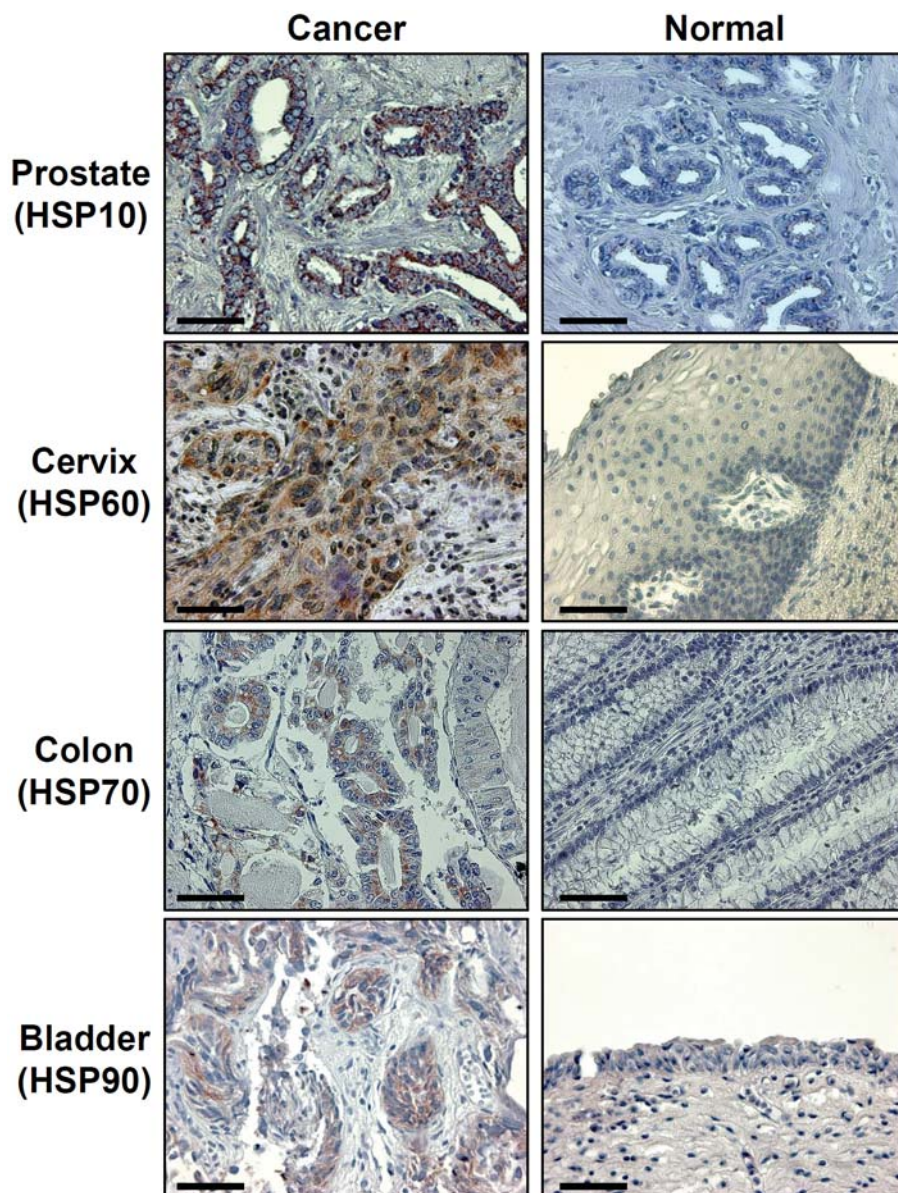 Cancer
Normal
Prostate
(HSP10)
Cervix
(HSP60)
Colon
(HSP70)
Bladder
(HSP90)